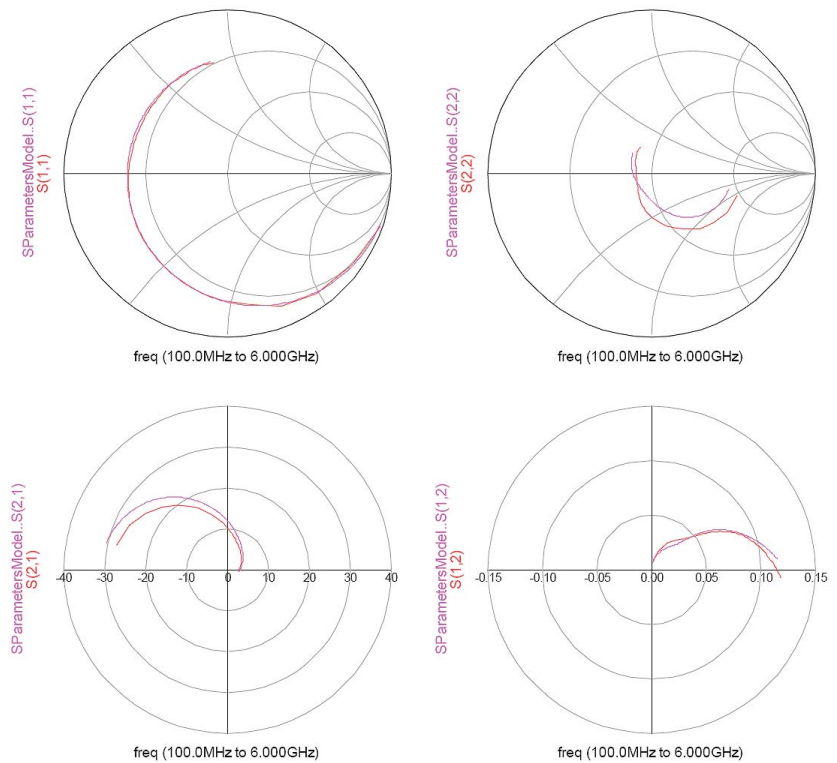 SParametersModel..S(1,1)
S(1,1)
freq (100.0MHz to 6.000GHz)
SParametersModel..S(2,2)
S(2,2)
freq (100.0MHz to 6.000GHz)
SParametersModel..S(2,1)
S(2,1)
-40 -30 -20 -10 0 10 20 30 40
freq (100.0MHz to 6.000GHz)
SParametersModel..S(1,2)
S(1,2)
-0.15 -0.10 -0.05 0.00 0.05 0.10 0.15
freq (100.0MHz to 6.000GHz)